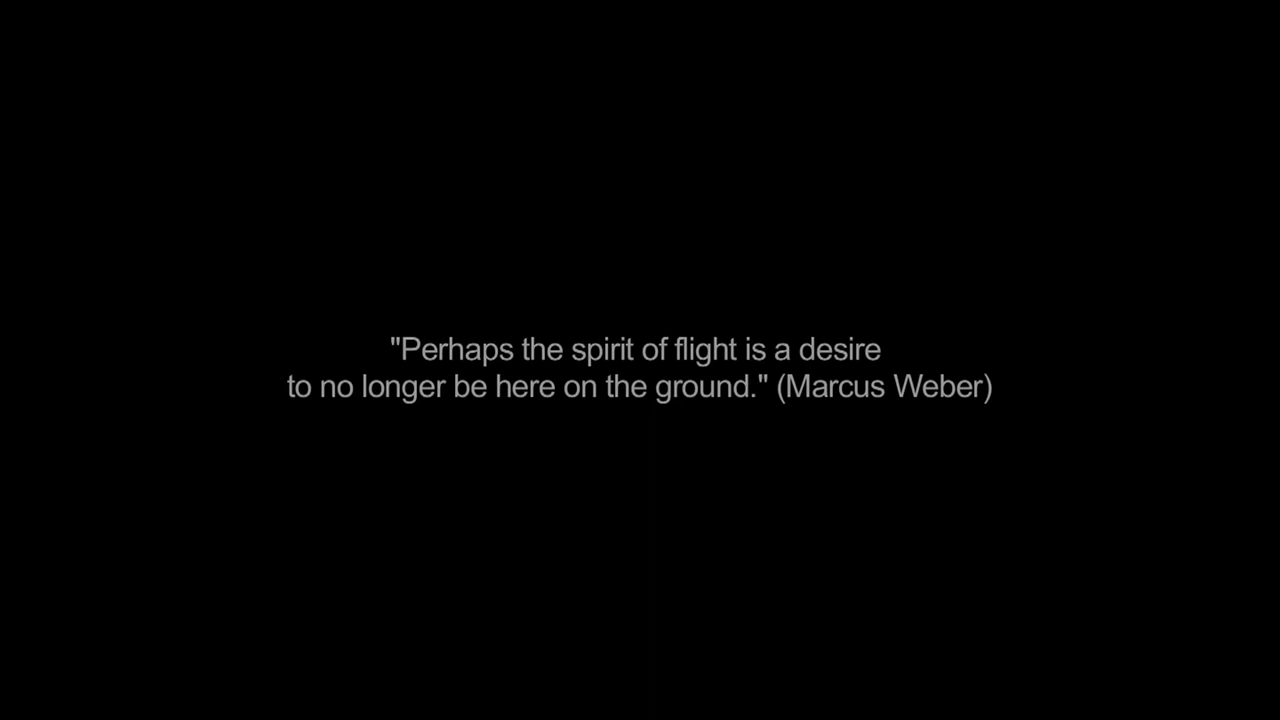 "Perhaps the spirit of flight is a desire
to no longer be here on the ground." (Marcus Weber)